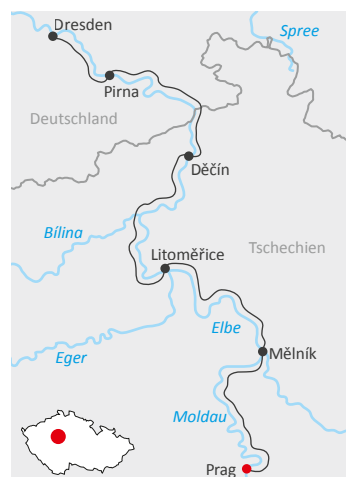 Dresden
Spree
Pirna
Deutschland
Děčín
Bílina
Tschechien
Litoměřice
Elbe
Eger
Mělník
Moldau
Prag